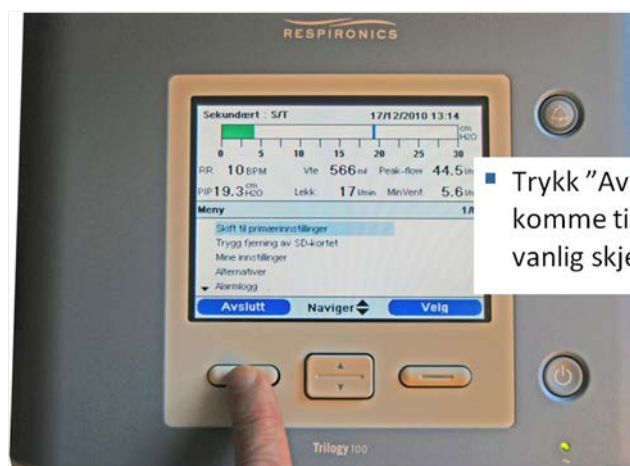 RESPIRONICS
Sekundært : S/T 17/12/2010 13:14
cm H2O
0 5 10 15 20 25 30
RR 10 BPM Vte 566 ml Peak-flow 44.5
PIP 19.3 cm H2O Lekk: 17 l/min MinVent 5.6
Meny
Skift til primærinnstillinger
Trygg fjerning av SD-kortet
Mine innstillinger
Alternativer
Alarmlogg
Avslutt Naviger Velg
Trilogy 100
Trykk ”Av
komme ti
vanlig skje